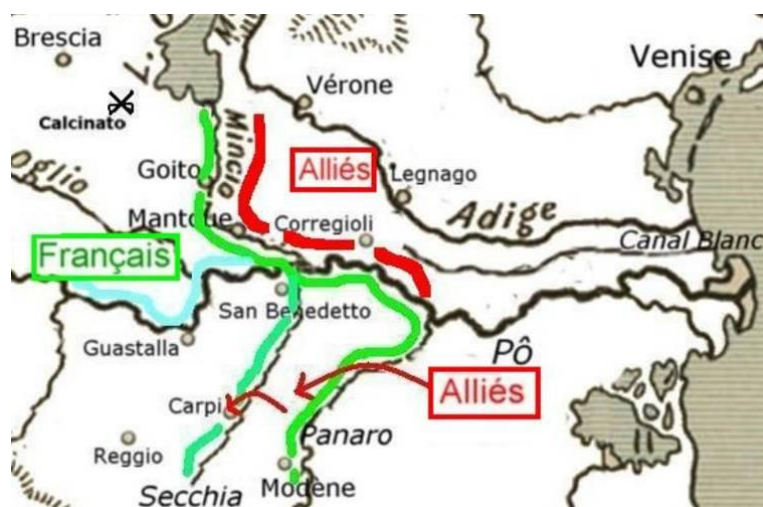 Brescia
Calcinato
Vérone
Venise
Mincio
Goito
Alliés
Legnago
Oglio
Mantoue
Corregioli
Adige
Canal Blanc
Français
San Benedetto
Guastalla
Pô
Alliés
Carpi
Panaro
Reggio
Secchia
Modène